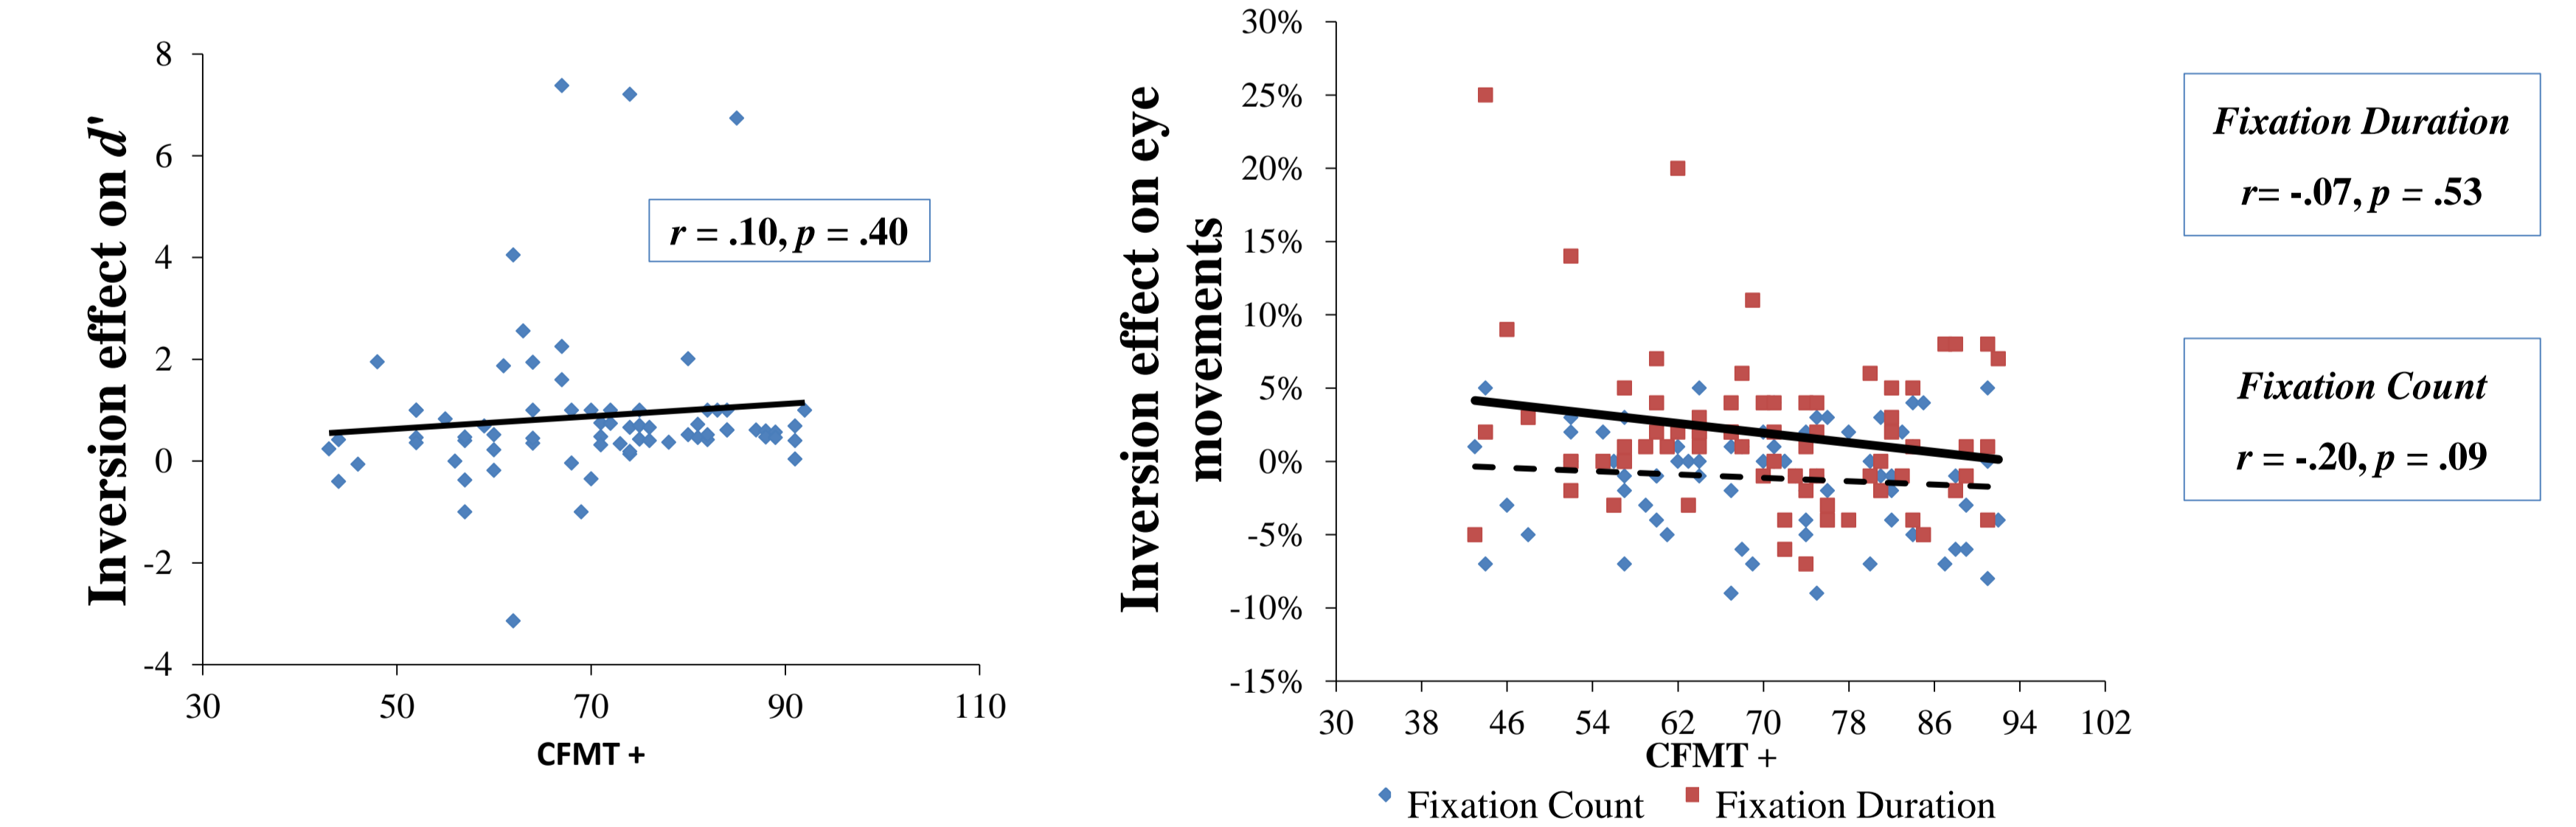 Inversion effect on d'
8
6
4
2
0
-2
-4
30 50 70 90 110
CFMT +
r = .10, p = .40
Inversion effect on eye
movements
30%
25%
20%
15%
10%
5%
0%
-5%
-10%
-15%
30 38 46 54 62 70 78 86 94 102
CFMT +
Fixation Count Fixation Duration
Fixation Duration
r= -.07, p = .53
Fixation Count
r = -.20, p = .09